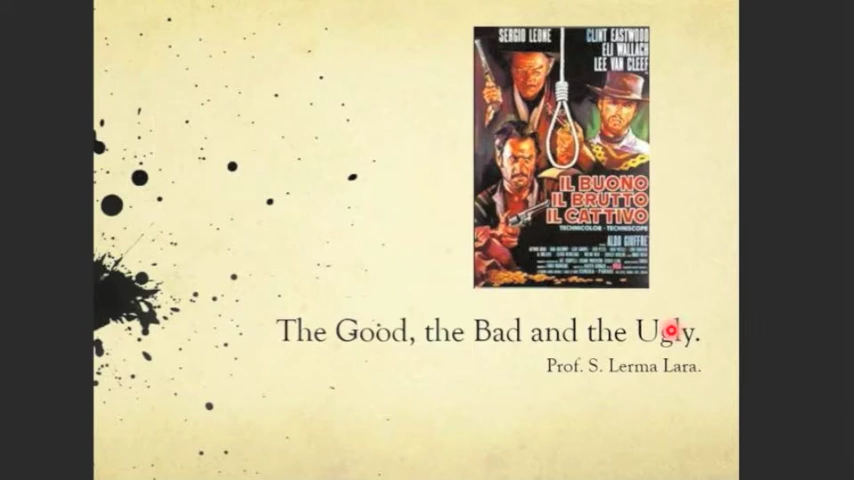 SERGIO LEONE
CLINT EASTWOOD
ELI WALLACH
LEE VAN CLEEF
IL BUONO
IL BRUTTO
IL CATTIVO
TECHNICOLOR - TECHNISCOPE
ALDO GIUFFRE'
The Good, the Bad and the Ugly.
Prof. S. Lerma Lara.